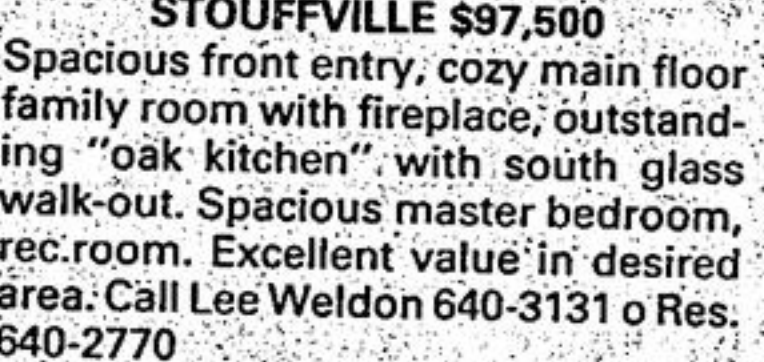 STOUFFVILLE $97,500
Spacious front entry, cozy main floor
family room with fireplace, outstand-
ing "oak kitchen" with south glass
walk-out. Spacious master bedroom,
rec.room. Excellent value in desired
area. Call Lee Weldon 640-3131 o Res.
640-2770